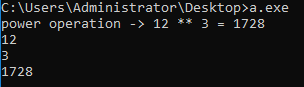 C:\Users\Administrator\Desktop>a.exe
power operation -> 12 ** 3 = 1728
12
3
1728